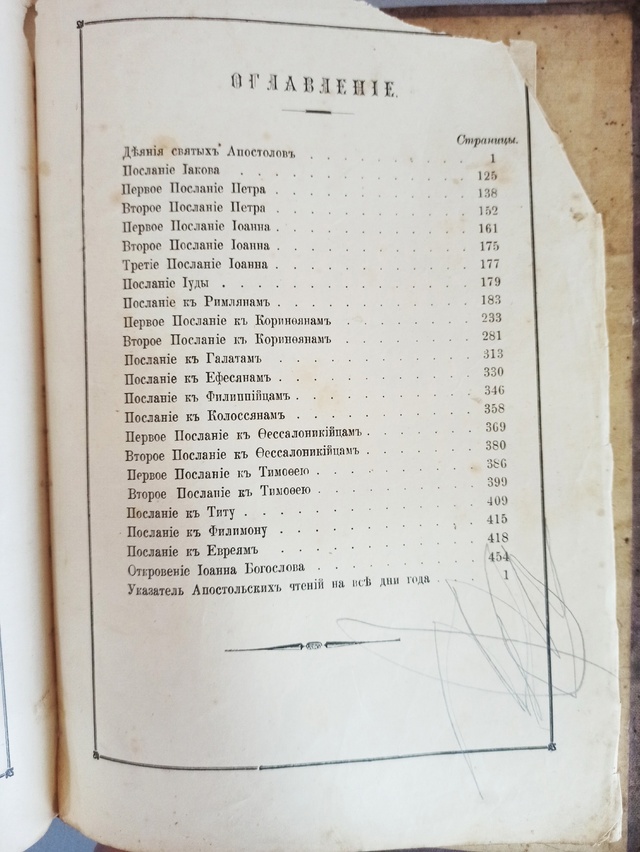 ОГЛАВЛЕНІЕ.
Страницы.
Дѣянія святыхъ Апостоловъ . . . . . . . . . 1
Посланіе Іакова . . . . . . . . . . . . 125
Первое Посланіе Петра . . . . . . . . . . 138
Второе Посланіе Петра . . . . . . . . . . 152
Первое Посланіе Іоанна . . . . . . . . . . 161
Второе Посланіе Іоанна . . . . . . . . . . 175
Третіе Посланіе Іоанна . . . . . . . . . . 177
Посланіе Іуды . . . . . . . . . . . . 179
Посланіе къ Римлянамъ . . . . . . . . . . 183
Первое Посланіе къ Коринѳянамъ . . . . . . . 233
Второе Посланіе къ Коринѳянамъ . . . . . . . 281
Посланіе къ Галатамъ . . . . . . . . . . 313
Посланіе къ Ефесянамъ . . . . . . . . . . 330
Посланіе къ Филиппійцамъ . . . . . . . . . 346
Посланіе къ Колоссянамъ . . . . . . . . . 358
Первое Посланіе къ Ѳессалоникійцамъ . . . . . . 369
Второе Посланіе къ Ѳессалоникійцамъ . . . . . . 380
Первое Посланіе къ Тимоѳею . . . . . . . . 386
Второе Посланіе къ Тимоѳею . . . . . . . . 399
Посланіе къ Титу . . . . . . . . . . . 409
Посланіе къ Филимону . . . . . . . . . . 415
Посланіе къ Евреямъ . . . . . . . . . . 418
Откровеніе Іоанна Богослова . . . . . . . . 454
Указатель Апостольскихъ чтеній на всѣ дни года . . . 1